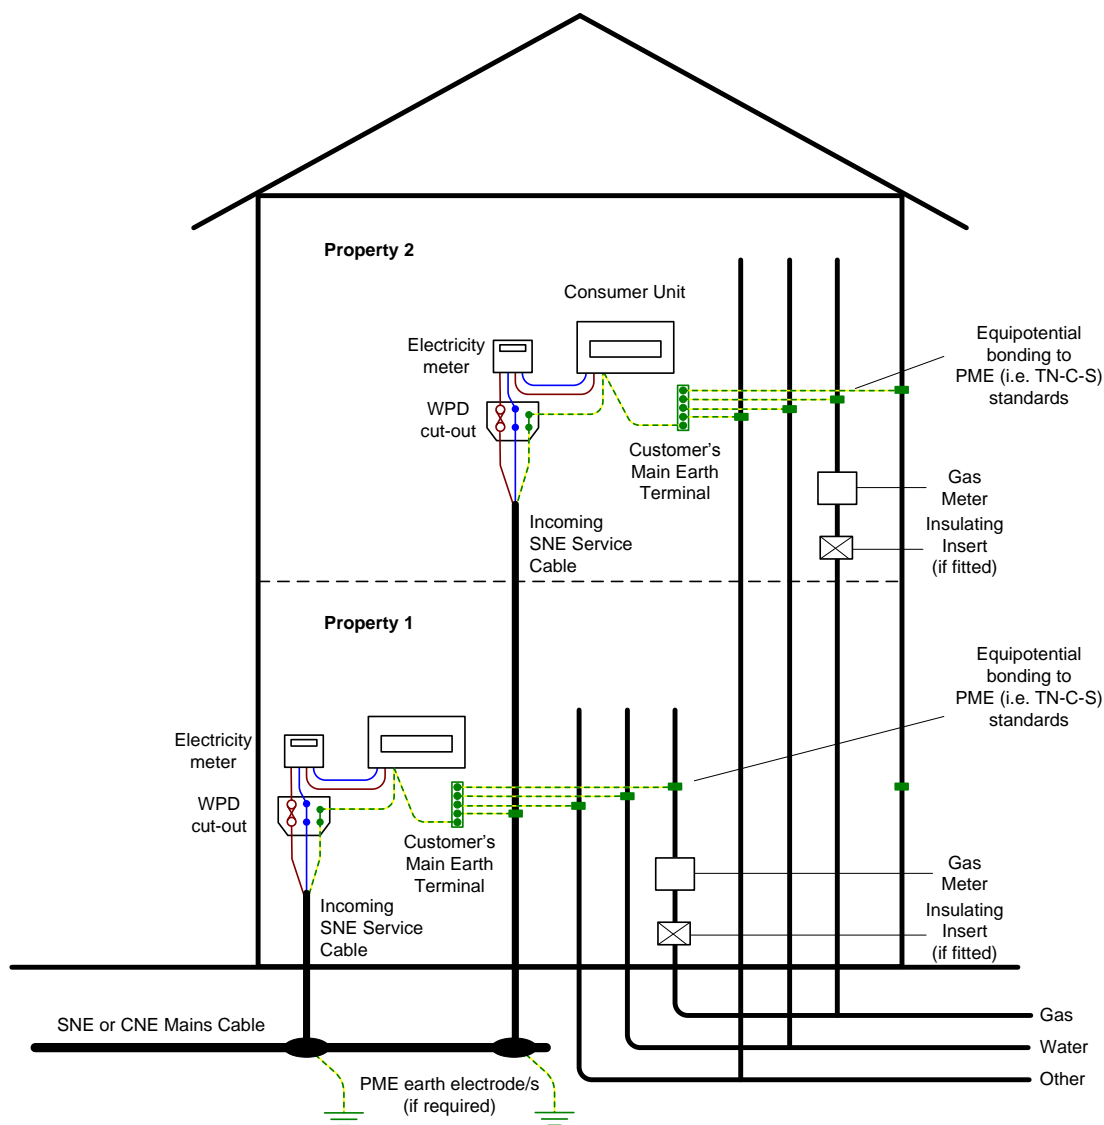 Property 2
Consumer Unit
Electricity
meter
WPD
cut-out
Customer's
Main Earth
Terminal
Equipotential
bonding to
PME (i.e. TN-C-S)
standards
Gas
Meter
Insulating
Insert
(if fitted)
Incoming
SNE Service
Cable
Property 1
Equipotential
bonding to
PME (i.e. TN-C-S)
standards
Electricity
meter
WPD
cut-out
Customer's
Main Earth
Terminal
Gas
Meter
Insulating
Insert
(if fitted)
Incoming
SNE Service
Cable
SNE or CNE Mains Cable
Gas
Water
Other
PME earth electrode/s
(if required)